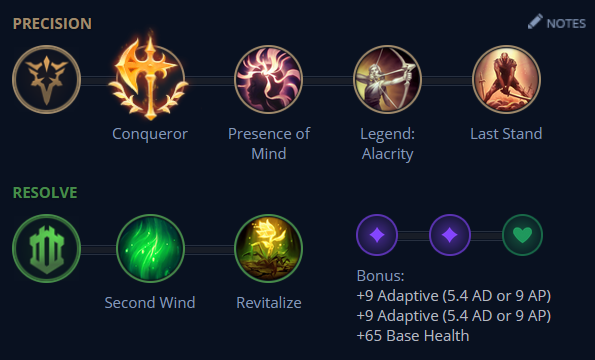 PRECISION
NOTES
Conqueror
Presence of
Mind
Legend:
Alacrity
Last Stand
RESOLVE
Second Wind
Revitalize
Bonus:
+9 Adaptive (5.4 AD or 9 AP)
+9 Adaptive (5.4 AD or 9 AP)
+65 Base Health